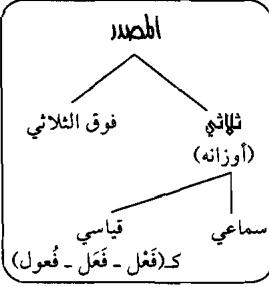 المصدر
ثلاثي فوق الثلاثي
(أوزانه)
سماعي قياسي
كـ(فَعْل - فَعَل - فُعول)